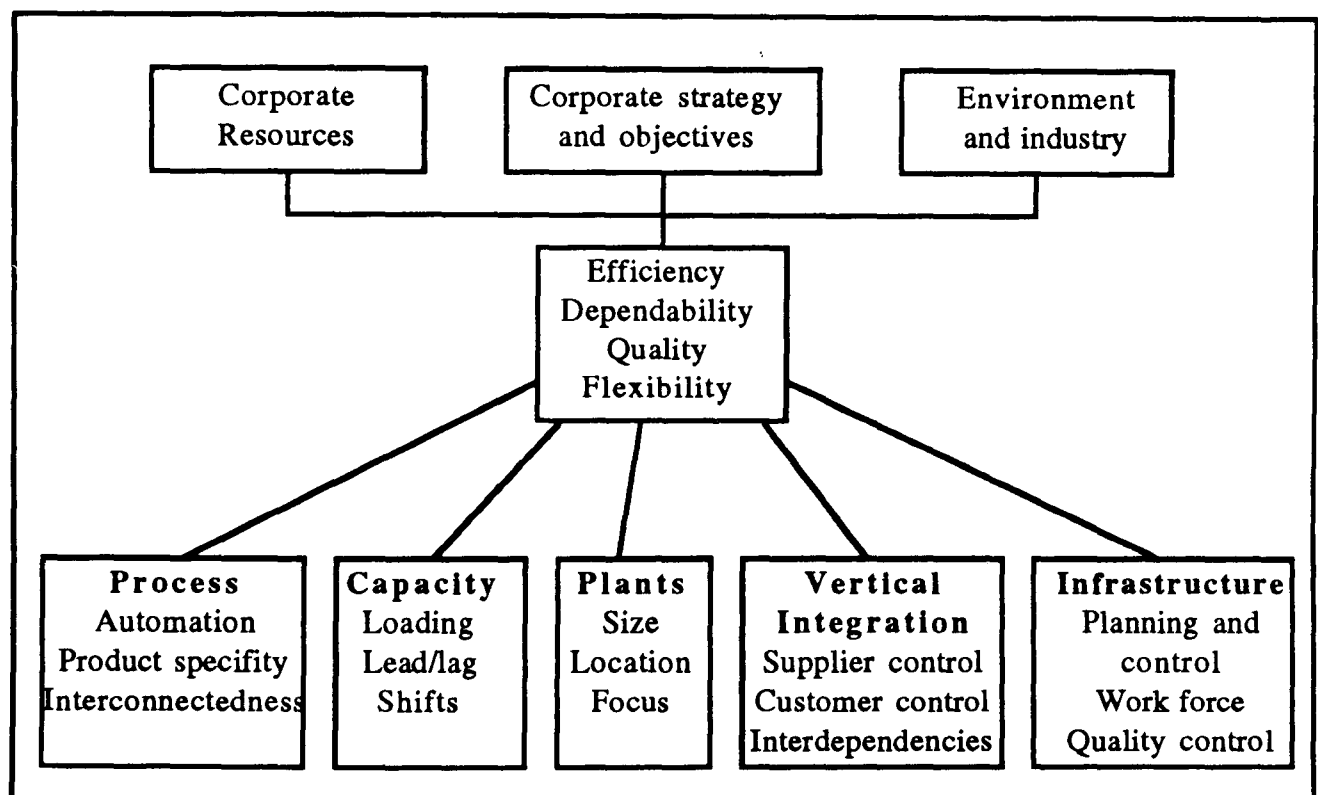 Corporate
Resources
Corporate strategy
and objectives
Environment
and industry
Efficiency
Dependability
Quality
Flexibility
Process
Automation
Product specifity
Interconnectedness
Capacity
Loading
Lead/lag
Shifts
Plants
Size
Location
Focus
Vertical
Integration
Supplier control
Customer control
Interdependencies
Infrastructure
Planning and
control
Work force
Quality control